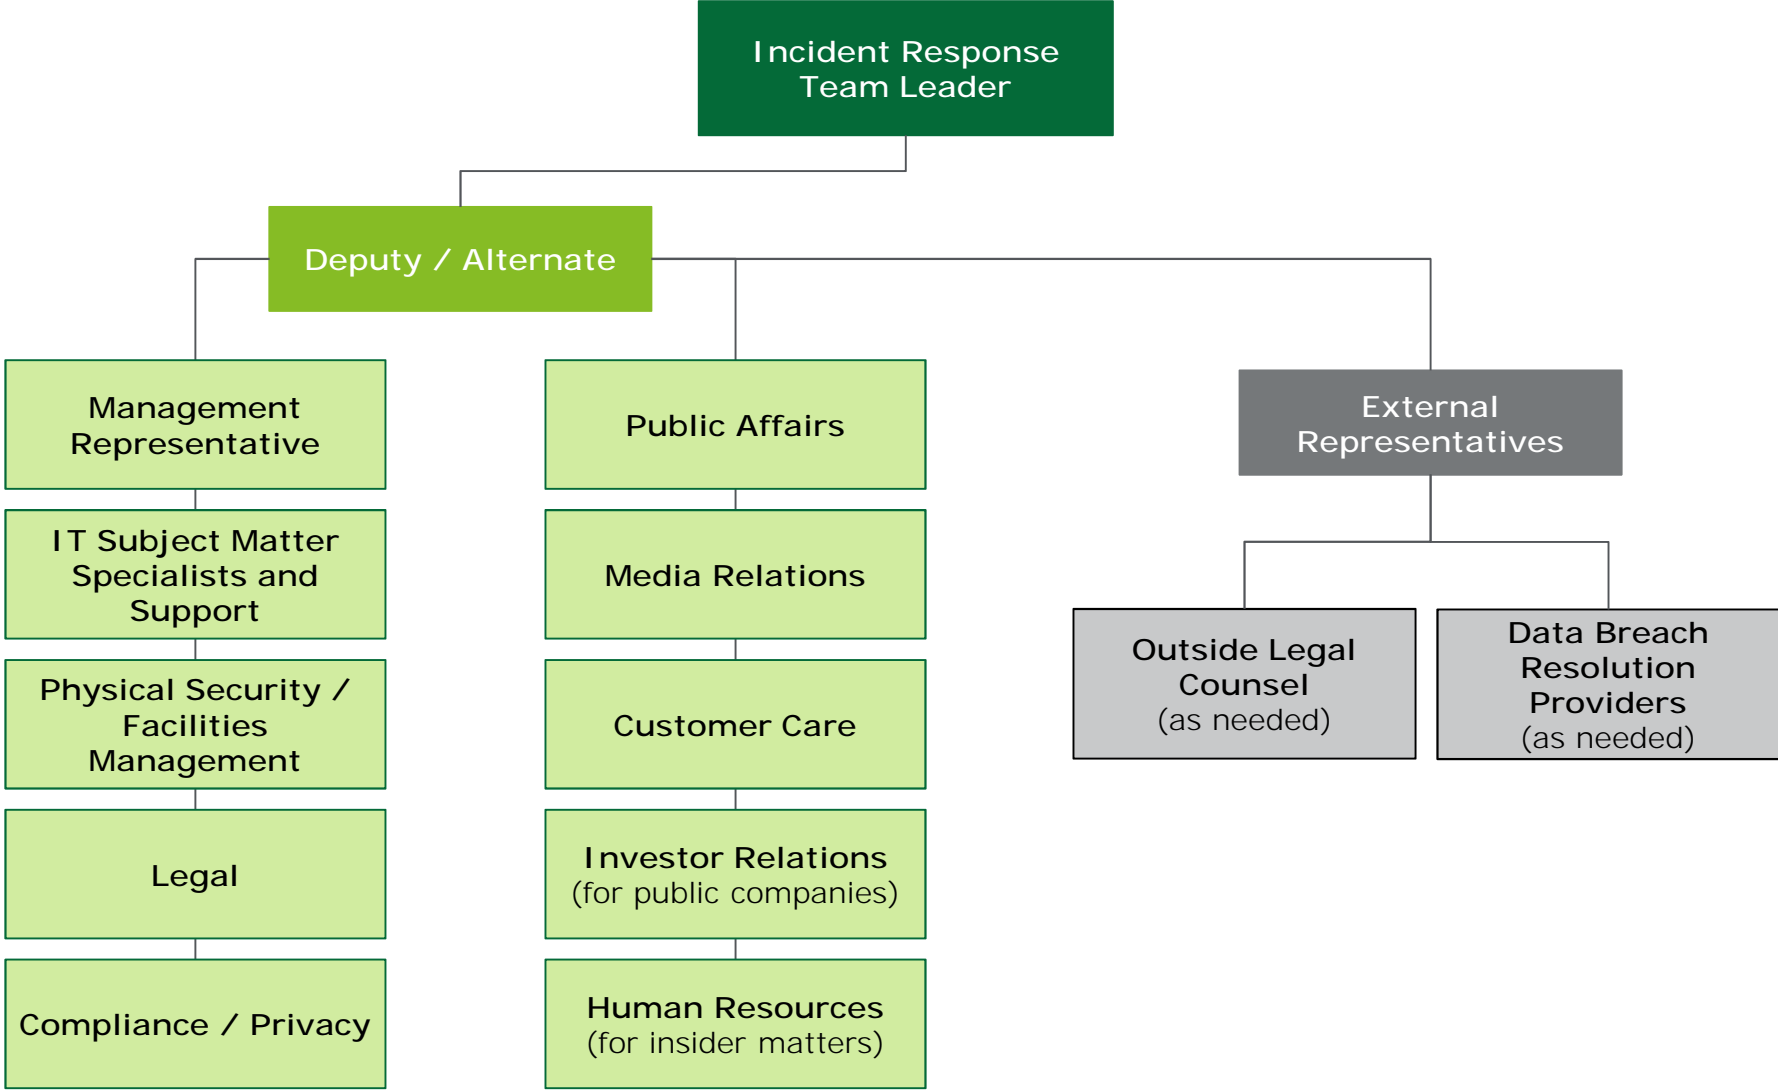 Incident Response
Team Leader
Deputy / Alternate
Management
Representative
IT Subject Matter
Specialists and
Support
Physical Security /
Facilities
Management
Legal
Compliance / Privacy
Public Affairs
Media Relations
Customer Care
Investor Relations
(for public companies)
Human Resources
(for insider matters)
External
Representatives
Outside Legal
Counsel
(as needed)
Data Breach
Resolution
Providers
(as needed)